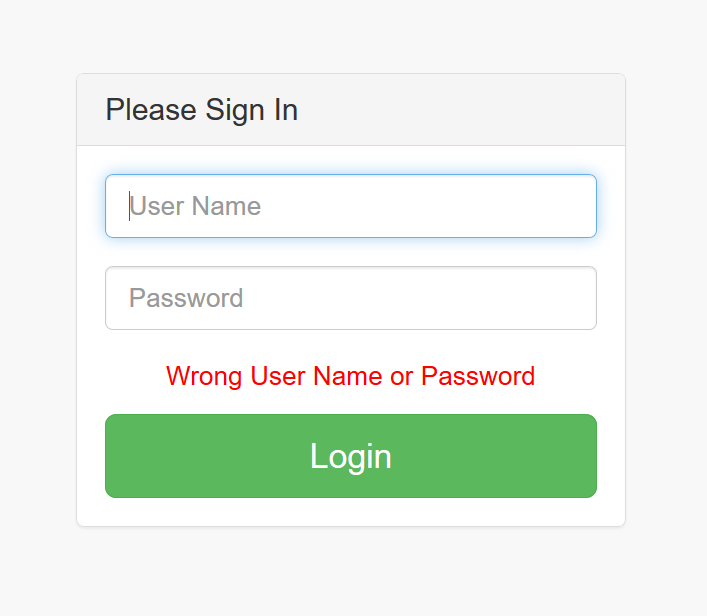 Please Sign In
User Name
Password
Wrong User Name or Password
Login